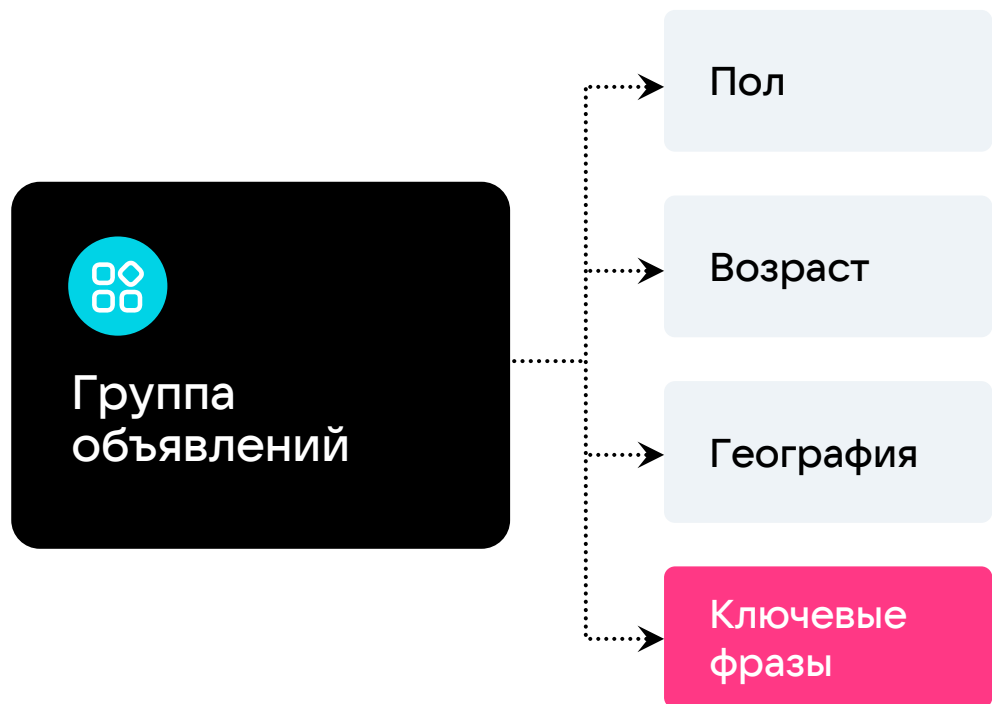 Группа
объявлений
Пол
Возраст
География
Ключевые
фразы